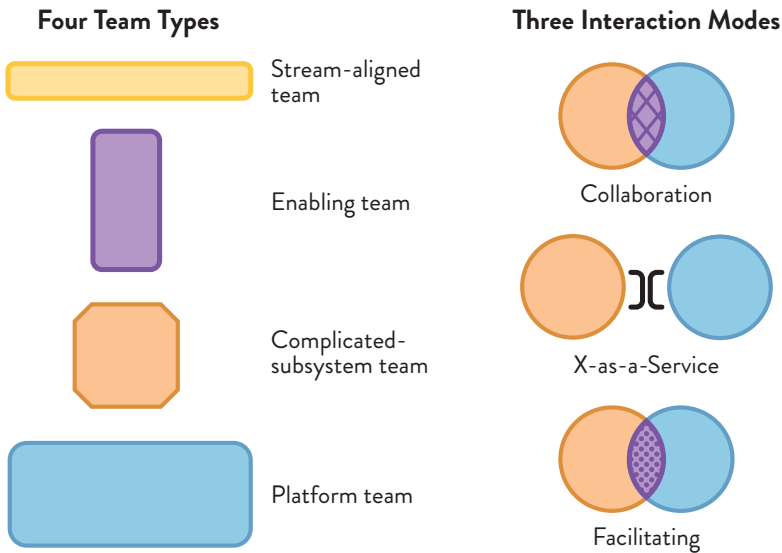 Four Team Types
Stream-aligned
team
Enabling team
Complicated-
subsystem team
Platform team
Three Interaction Modes
Collaboration
X-as-a-Service
Facilitating